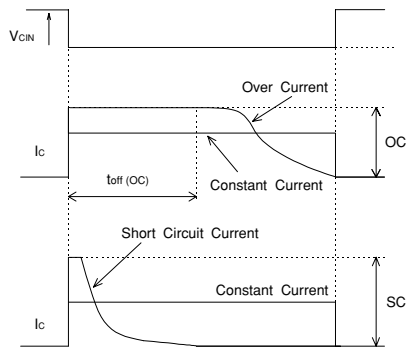 VCIN
Over Current
OC
IC
toff (OC)
Constant Current
Short Circuit Current
Constant Current
SC
IC